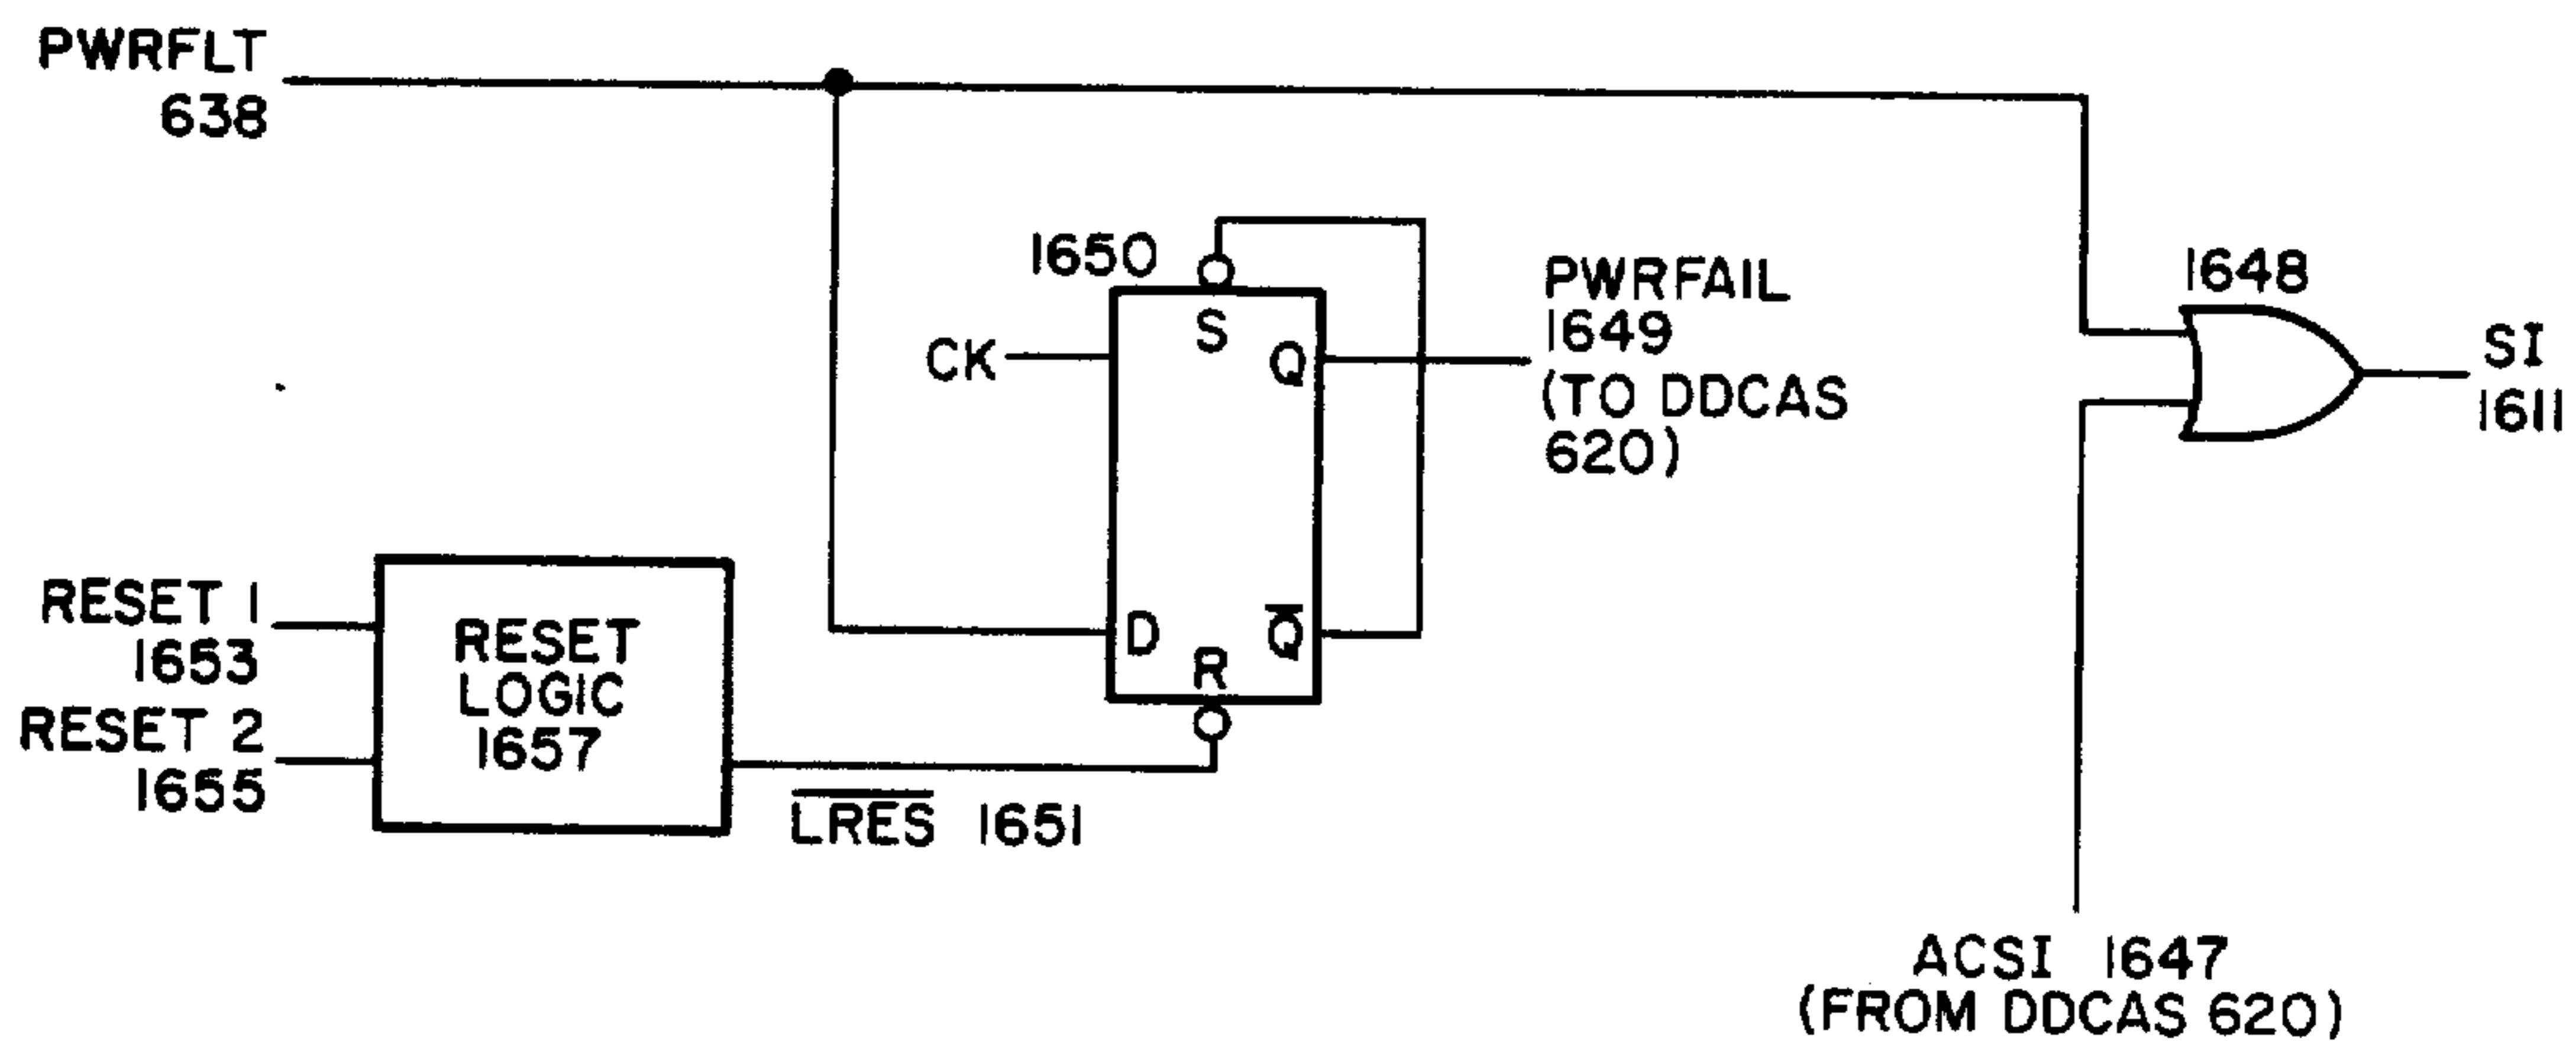 PWRFLT
638
1650
S
CK
Q
D
R
Q̅
PWRFAIL
1649
(TO DDCAS
620)
1648
SI
1611
RESET 1
1653
RESET 2
1655
RESET
LOGIC
1657
L̅R̅E̅S̅ 1651
ACSI 1647
(FROM DDCAS 620)